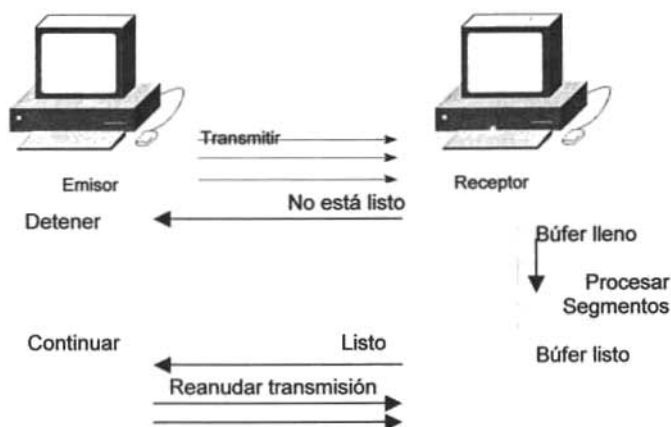 Transmitir
Emisor
Receptor
No está listo
Detener
Búfer lleno
Procesar
Segmentos
Continuar
Listo
Búfer listo
Reanudar transmisión